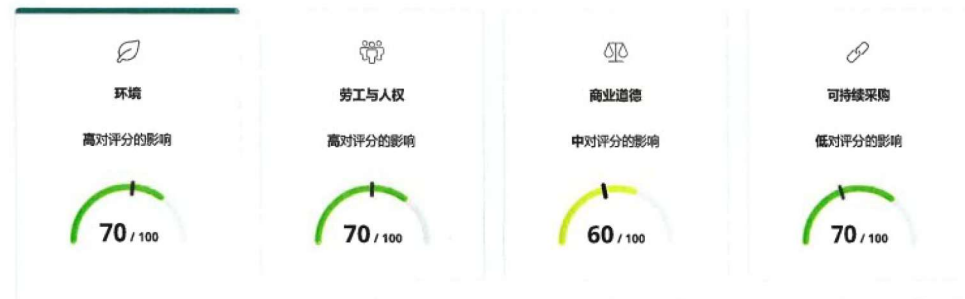 环境
高对评分的影响
70 / 100
劳工与人权
高对评分的影响
70 / 100
商业道德
中对评分的影响
60 / 100
可持续采购
低对评分的影响
70 / 100